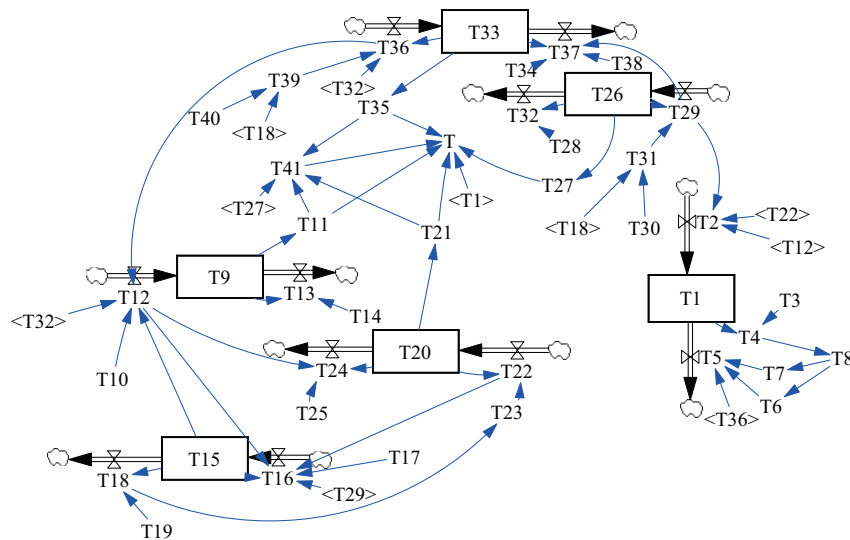 T33
T36
T37
T34
T38
<T32>
T39
T26
T40
T35
T32
T29
<T18>
T28
T
T31
T41
T27
<T27>
<T1>
T11
T21
<T18>
T30
T2
<T22>
<T12>
T9
T12
T13
T14
T1
T3
<T32>
T4
T20
T5
T8
T24
T22
T7
T10
T6
T25
T23
<T36>
T15
T17
T18
T16
<T29>
T19